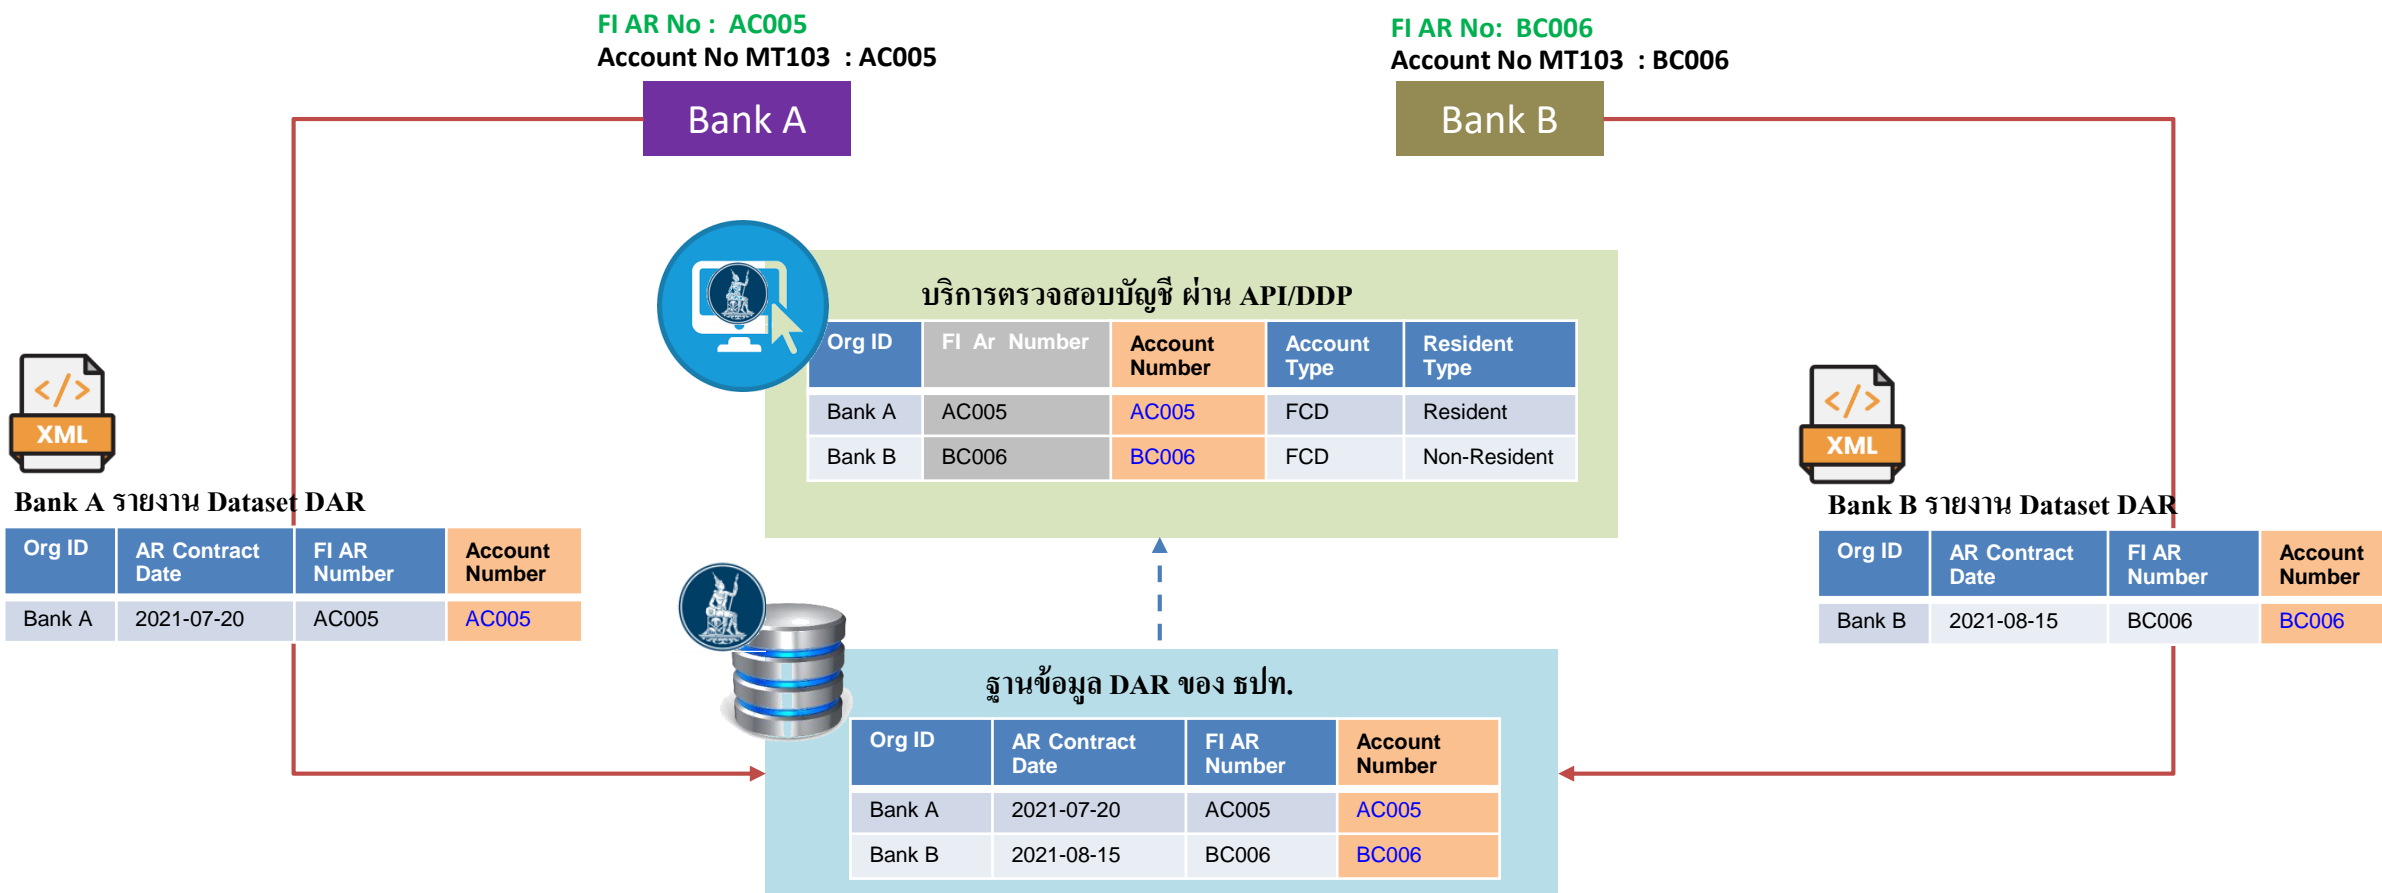 FI AR No : AC005
Account No MT103 : AC005
Bank A
FI AR No: BC006
Account No MT103 : BC006
Bank B
บริการตรวจสอบบัญชี ผ่าน API/DDP
Org ID FI Ar Number Account Number Account Type Resident Type
Bank A AC005 AC005 FCD Resident
Bank B BC006 BC006 FCD Non-Resident
XML
Bank A รายงาน Dataset DAR
Org ID AR Contract Date FI AR Number Account Number
Bank A 2021-07-20 AC005 AC005
XML
Bank B รายงาน Dataset DAR
Org ID AR Contract Date FI AR Number Account Number
Bank B 2021-08-15 BC006 BC006
ฐานข้อมูล DAR ของ ธปท.
Org ID AR Contract Date FI AR Number Account Number
Bank A 2021-07-20 AC005 AC005
Bank B 2021-08-15 BC006 BC006